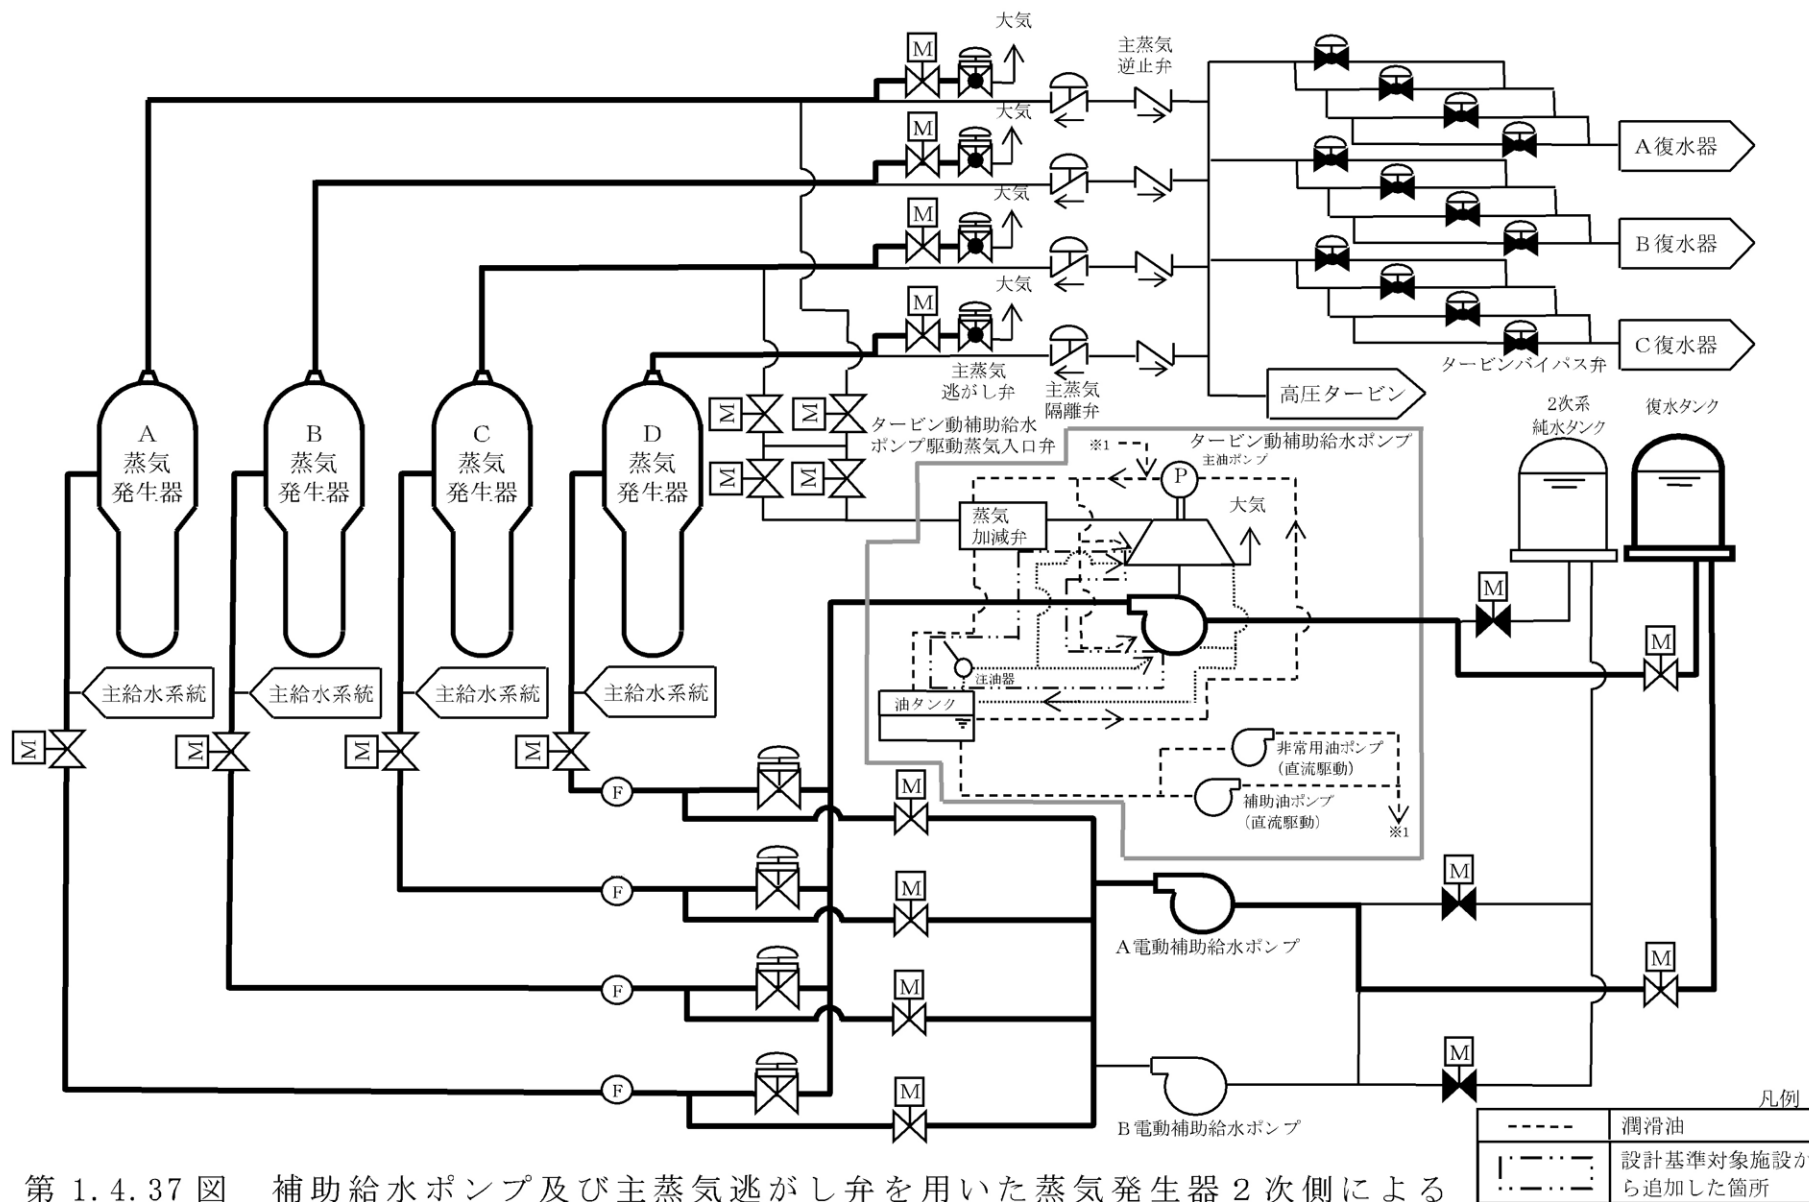 大気
M
主蒸気
逆止弁
大気
M
A復水器
大気
M
B復水器
大気
M
C復水器
主蒸気
逃がし弁
主蒸気
隔離弁
タービンバイパス弁
高圧タービン
2次系
純水タンク
復水タンク
A
蒸気
発生器
B
蒸気
発生器
C
蒸気
発生器
D
蒸気
発生器
M
M
タービン動補助給水
ポンプ駆動蒸気入口弁
M
M
※1
タービン動補助給水ポンプ
主油ポンプ
P
大気
蒸気
加減弁
M
M
注油器
油タンク
主給水系統
主給水系統
主給水系統
主給水系統
M
M
M
M
非常用油ポンプ
(直流駆動)
補助油ポンプ
(直流駆動)
※1
F
M
F
M
M
A電動補助給水ポンプ
M
F
M
M
B電動補助給水ポンプ
F
M
凡例
潤滑油
設計基準対象施設か
ら追加した箇所
第1.4.37図 補助給水ポンプ及び主蒸気逃がし弁を用いた蒸気発生器2次側による